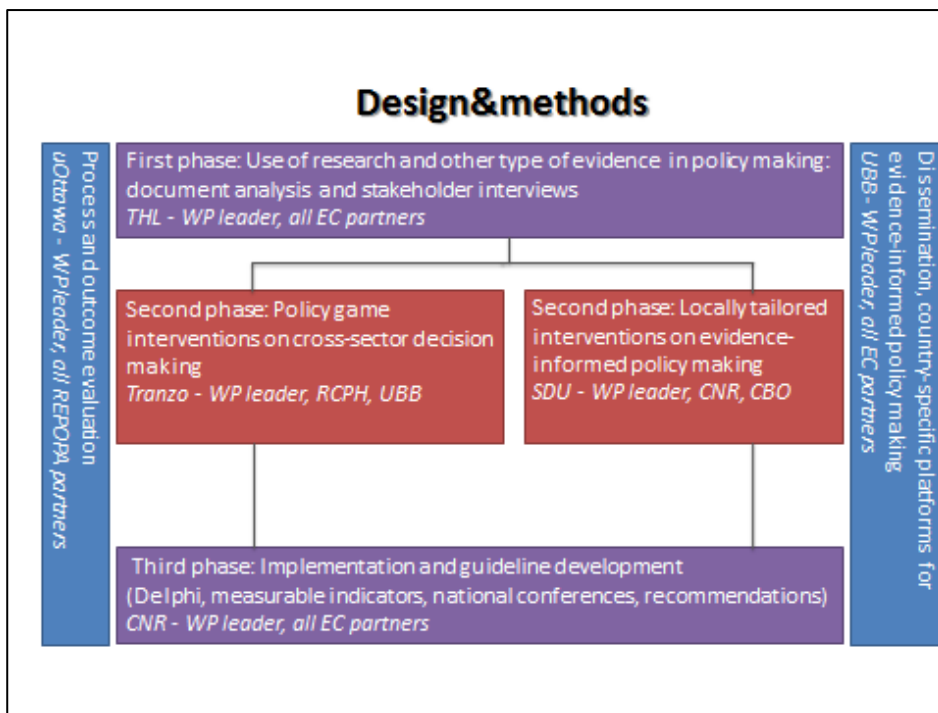 Design&methods
Process and outcome evaluation
uOttawa - WP leader, all REPOPA partners
First phase: Use of research and other type of evidence in policy making:
document analysis and stakeholder interviews
THL - WP leader, all EC partners
Second phase: Policy game
interventions on cross-sector decision
making
Tranzo - WP leader, RCPH, UBB
Second phase: Locally tailored
interventions on evidence-
informed policy making
SDU - WP leader, CNR, CBO
Third phase: Implementation and guideline development
(Delphi, measurable indicators, national conferences, recommendations)
CNR - WP leader, all EC partners
Dissemination, country-specific platforms for
evidence-informed policy making
UBB - WP leader, all EC partners